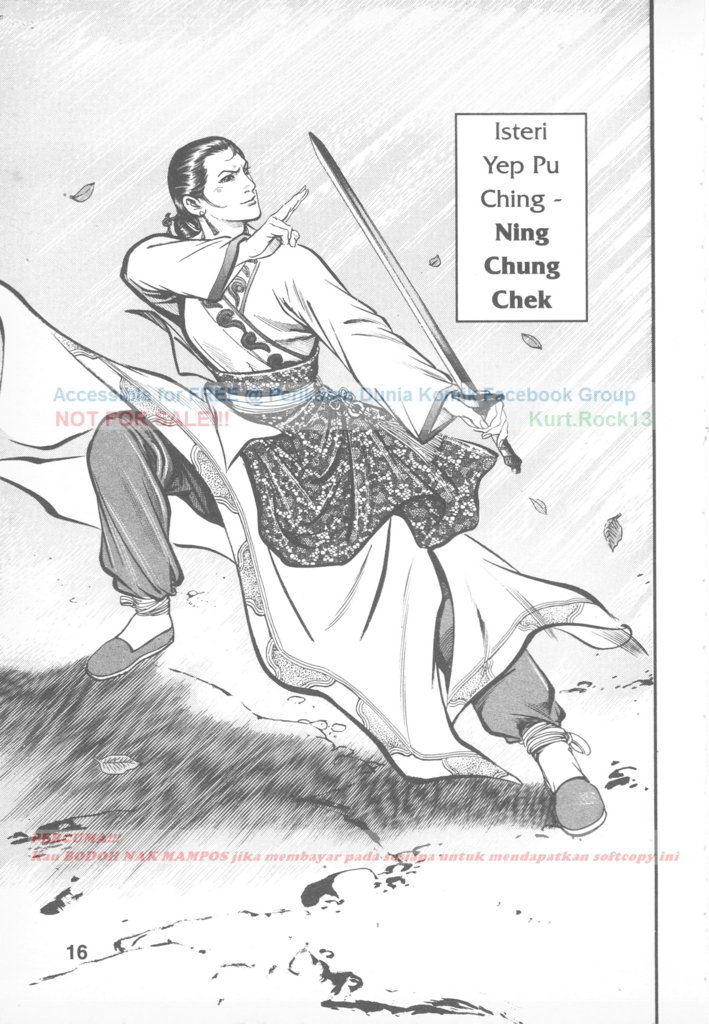 Isteri
Yep Pu
Ching -
Ning
Chung
Chek
Accessible for FREE @ Peribasa Dunia Komik Facebook Group
NOT FOR SALE!!!
Kurt.Rock13
PERCUMA!!!
Kau BODOH NAK MAMPOS jika membayar pada sesiapa untuk mendapatkan softcopy ini
16